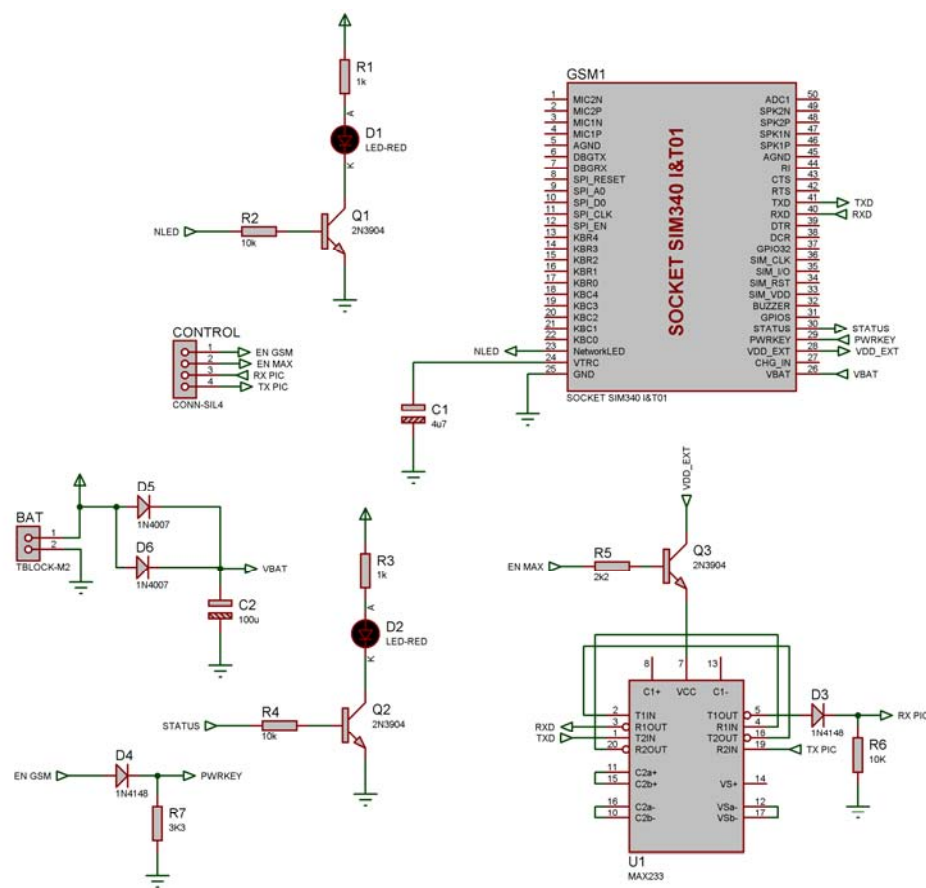 R1
1k
A
D1
LED-RED
K
NLED
R2
10k
Q1
2N3904
GSM1
SOCKET SIM340 I&T01
1 MIC2N
2 MIC2P
3 MIC1N
4 MIC1P
5 AGND
6 DBGTX
7 DBGRX
8 SPI_RESET
9 SPI_A0
10 SPI_D0
11 SPI_CLK
12 SPI_EN
13 KBR4
14 KBR3
15 KBR2
16 KBR1
17 KBR0
18 KBC4
19 KBC3
20 KBC2
21 KBC1
22 KBC0
NLED 23 NetworkLED
24 VTRC
25 GND
ADC1 50
SPK2N 49
SPK2P 48
SPK1N 47
SPK1P 46
AGND 45
RI 44
CTS 43
RTS 42
TXD 41 TXD
RXD 40 RXD
DTR 39
DCR 38
GPIO32 37
SIM_CLK 36
SIM_I/O 35
SIM_RST 34
SIM_VDD 33
BUZZER 32
GPIO5 31
STATUS 30 STATUS
PWRKEY 29 PWRKEY
VDD_EXT 28 VDD_EXT
CHG_IN 27
VBAT 26 VBAT
SOCKET SIM340 I&T01
CONTROL
1 EN GSM
2 EN MAX
3 RX PIC
4 TX PIC
CONN-SIL4
C1
4u7
BAT
1
2
TBLOCK-M2
D5
1N4007
D6
1N4007
VBAT
C2
100u
R3
1k
A
D2
LED-RED
K
STATUS
R4
10k
Q2
2N3904
EN GSM
D4
1N4148
PWRKEY
R7
3K3
VDD_EXT
EN MAX
R5
2k2
Q3
2N3904
8 7 13
C1+ VCC C1-
2 T1IN
RXD 3 R1OUT
TXD 1 T2IN
20 R2OUT
11 C2a+
15 C2b+
16 C2a-
10 C2b-
T1OUT 5
R1IN 4
T2OUT 18
R2IN 19 TX PIC
VS+ 14
VSa- 12
VSb- 17
D3
1N4148
RX PIC
R6
10K
U1
MAX233